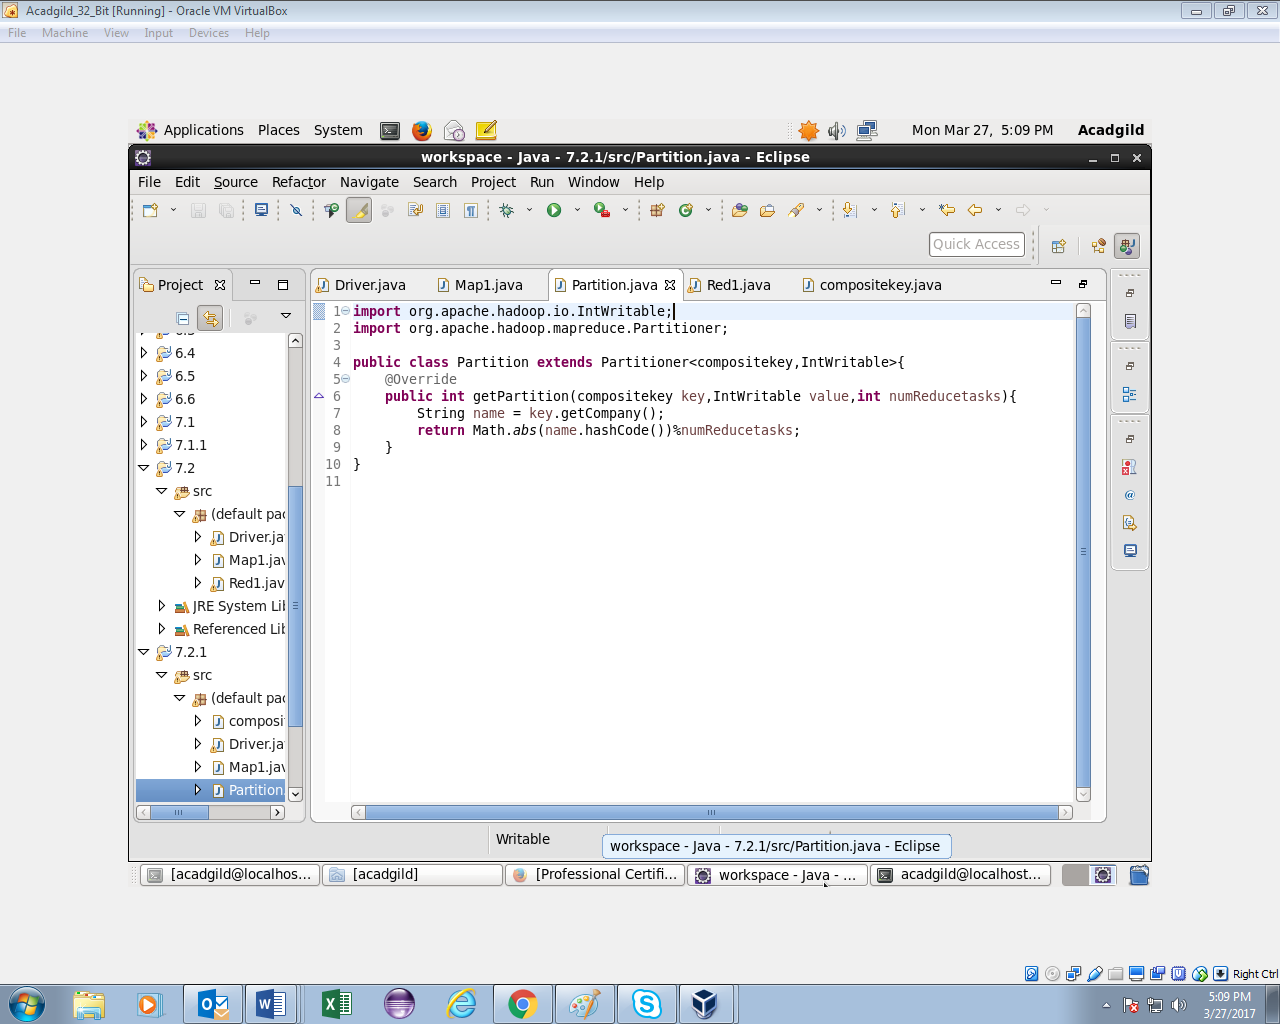 Acadgild_32_Bit [Running] - Oracle VM VirtualBox
File Machine View Input Devices Help
Applications Places System Mon Mar 27, 5:09 PM Acadgild
workspace - Java - 7.2.1/src/Partition.java - Eclipse
File Edit Source Refactor Navigate Search Project Run Window Help
Quick Access
Project
Driver.java Map1.java Partition.java Red1.java compositekey.java
6.4
6.5
6.6
7.1
7.1.1
7.2
src
(default pac
Driver.ja
Map1.jav
Red1.jav
JRE System Lib
Referenced Lib
7.2.1
src
(default pac
composi
Driver.ja
Map1.jav
Partition.
1 import org.apache.hadoop.io.IntWritable;
2 import org.apache.hadoop.mapreduce.Partitioner;
3
4 public class Partition extends Partitioner<compositekey,IntWritable>{
5 @Override
6 public int getPartition(compositekey key,IntWritable value,int numReducetasks){
7 String name = key.getCompany();
8 return Math.abs(name.hashCode())%numReducetasks;
9 }
10 }
11
Writable
workspace - Java - 7.2.1/src/Partition.java - Eclipse
[acadgild@localhos... [acadgild] [Professional Certifi... workspace - Java - ... acadgild@localhost...
Right Ctrl
5:09 PM
3/27/2017